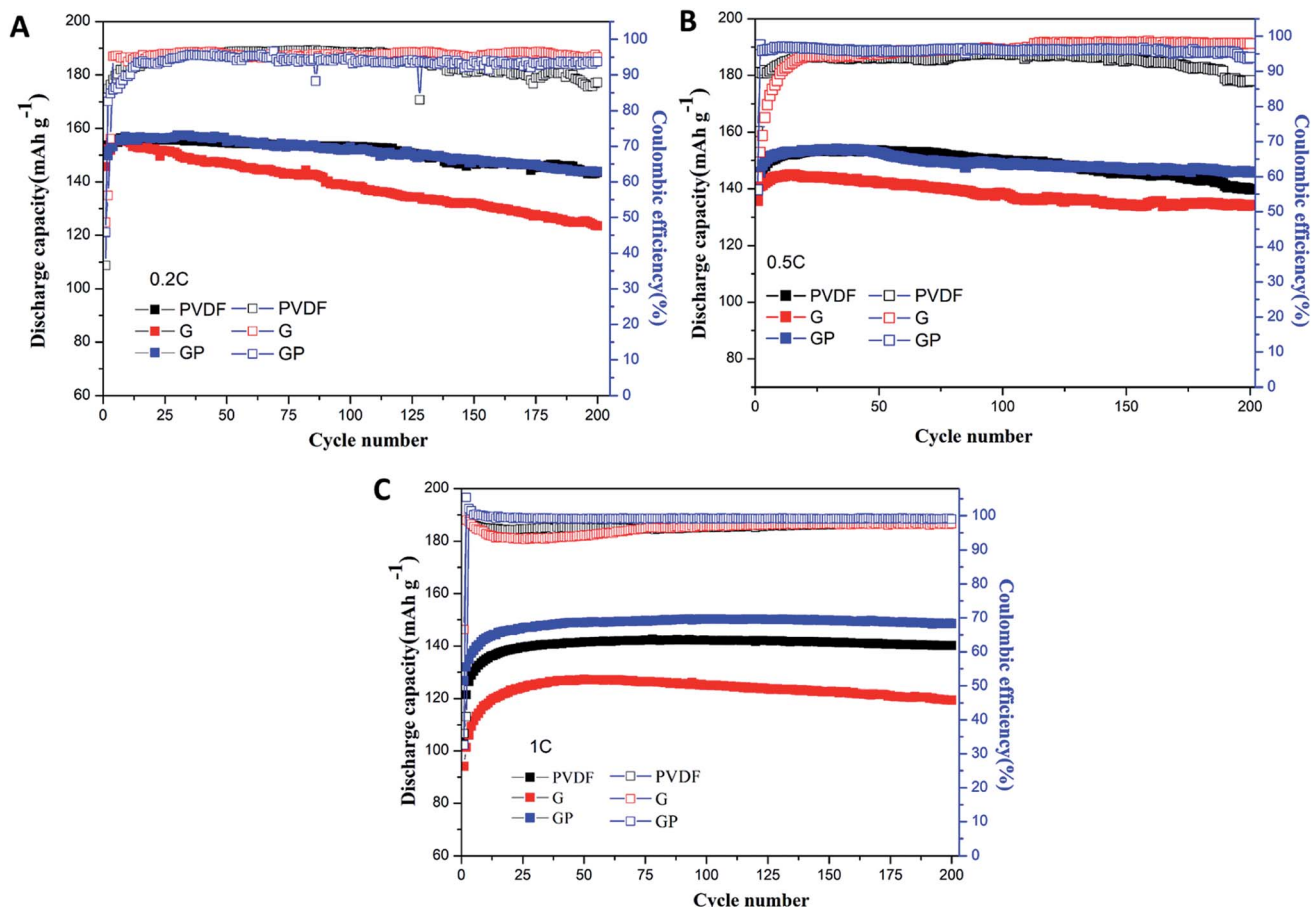 A
200
180
160
140
120
100
80
60
Discharge capacity(mAh g-1)
0.2C
PVDF
G
GP
PVDF
G
GP
100
90
80
70
60
50
40
30
20
10
0
Coulombic efficiency(%)
0
25
50
75
100
125
150
175
200
Cycle number
B
200
180
160
140
120
100
80
Discharge capacity(mAh g-1)
0.5C
PVDF
G
GP
PVDF
G
GP
100
90
80
70
60
50
40
30
20
10
0
Coulombic efficiency(%)
0
50
100
150
200
Cycle number
C
200
180
160
140
120
100
80
60
Discharge capacity(mAh g-1)
1C
PVDF
G
GP
PVDF
G
GP
100
90
80
70
60
50
40
30
20
10
0
Coulombic efficiency(%)
0
25
50
75
100
125
150
175
200
Cycle number